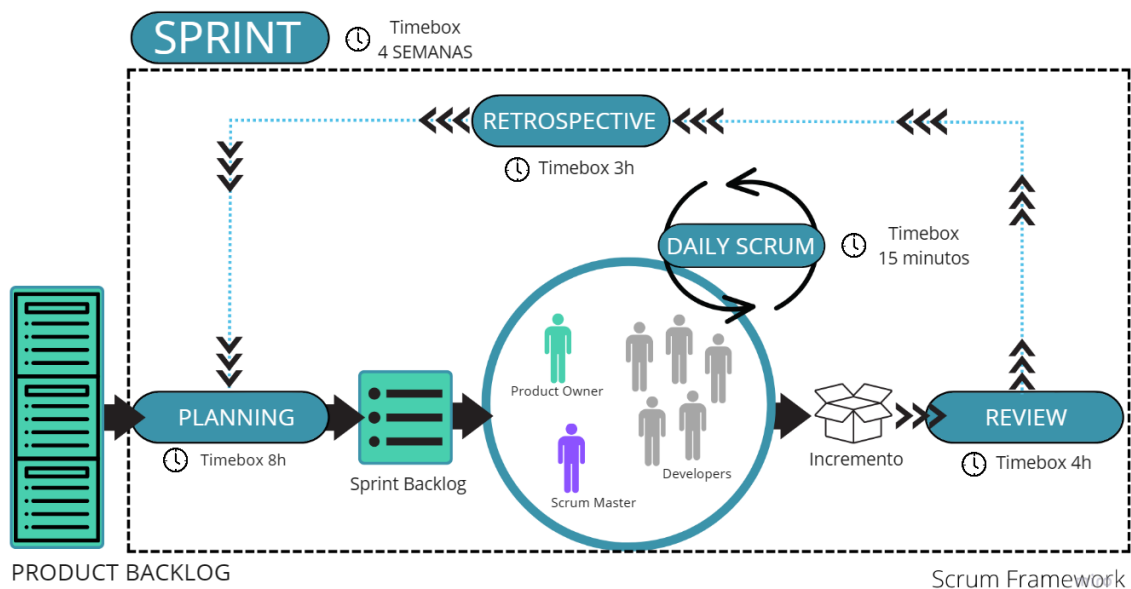 SPRINT
Timebox
4 SEMANAS
RETROSPECTIVE
Timebox 3h
DAILY SCRUM
Timebox
15 minutos
Product Owner
PLANNING
Timebox 8h
Sprint Backlog
Scrum Master
Developers
Incremento
REVIEW
Timebox 4h
PRODUCT BACKLOG
Scrum Framework